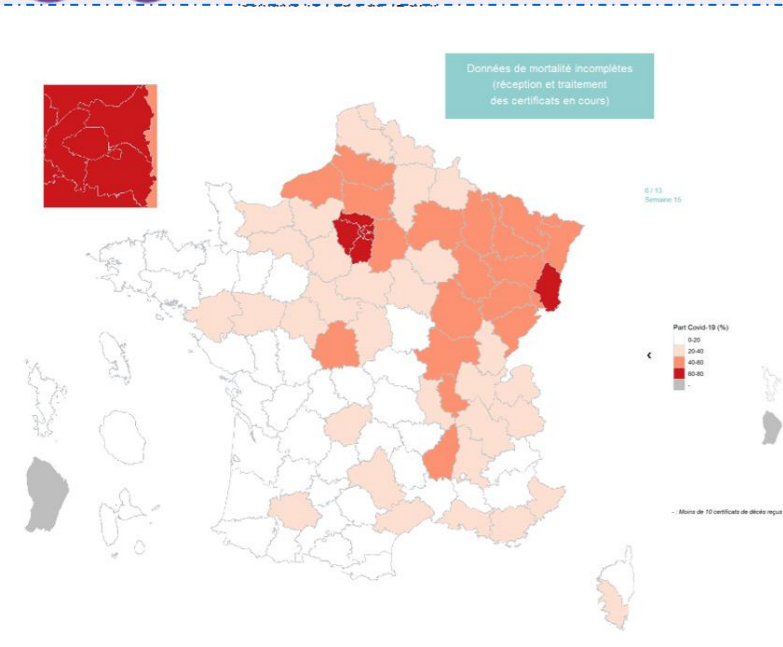 Données de mortalité incomplètes
(réception et traitement
des certificats en cours)
6 / 13
Semaine 15
Part Covid-19 (%)
0-20
20-40
40-60
60-80
-
- : Moins de 10 certificats de décès reçus